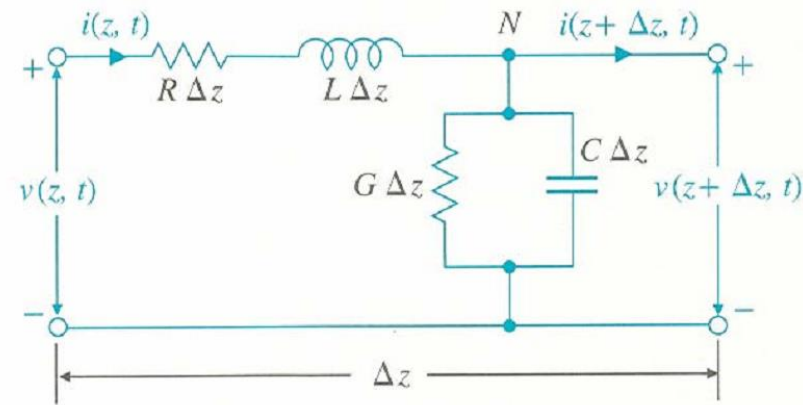 i(z, t)
N
i(z+ Δz, t)
+
+
R Δz
L Δz
C Δz
v(z, t)
G Δz
v(z+ Δz, t)
−
−
Δz